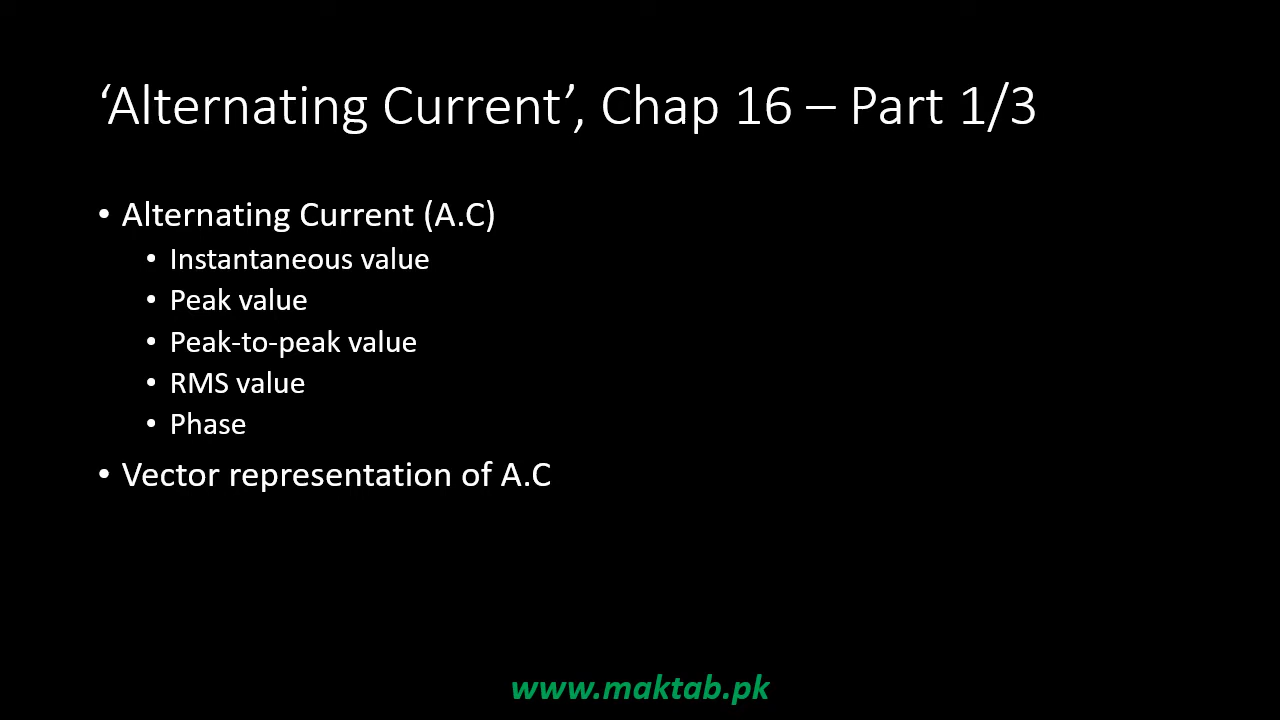 ‘Alternating Current’, Chap 16 – Part 1/3
• Alternating Current (A.C)
• Instantaneous value
• Peak value
• Peak-to-peak value
• RMS value
• Phase
• Vector representation of A.C
www.maktab.pk